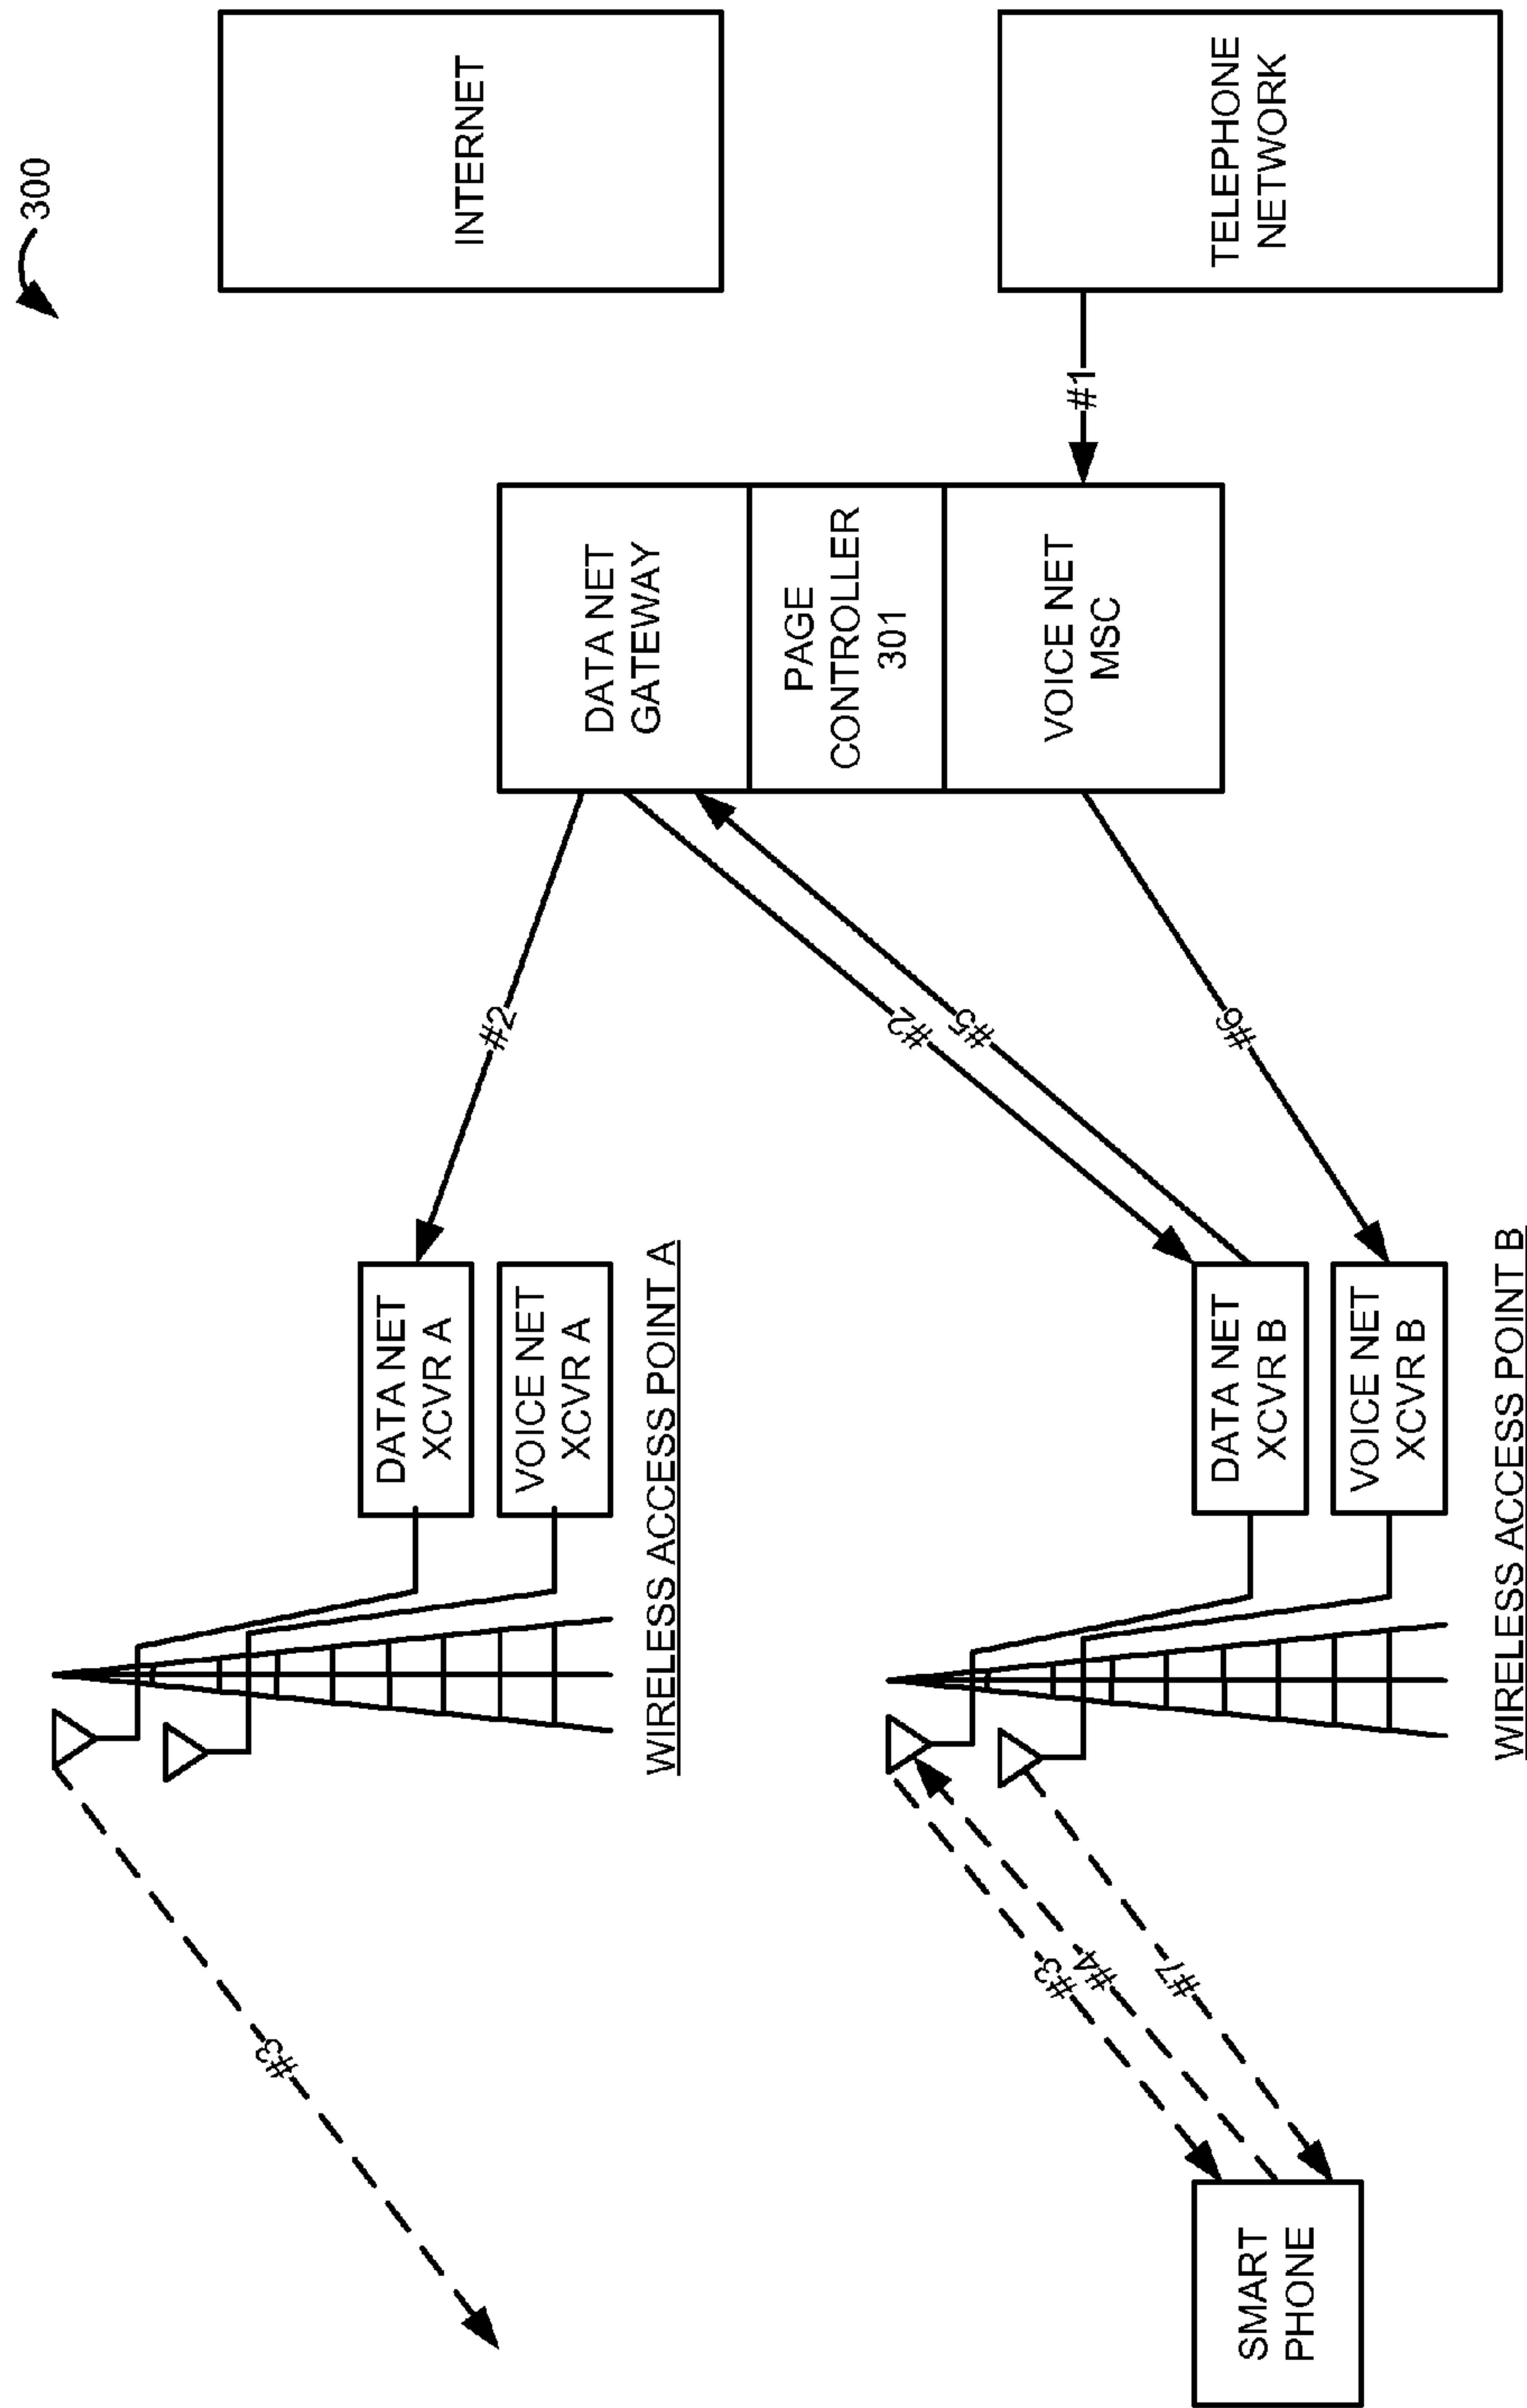 300
INTERNET
TELEPHONE
NETWORK
#1
DATA NET
GATEWAY
PAGE
CONTROLLER
301
VOICE NET
MSC
#2
#2
#5
#6
DATA NET
XCVR A
VOICE NET
XCVR A
WIRELESS ACCESS POINT A
DATA NET
XCVR B
VOICE NET
XCVR B
WIRELESS ACCESS POINT B
#3
#3
#4
#7
SMART
PHONE